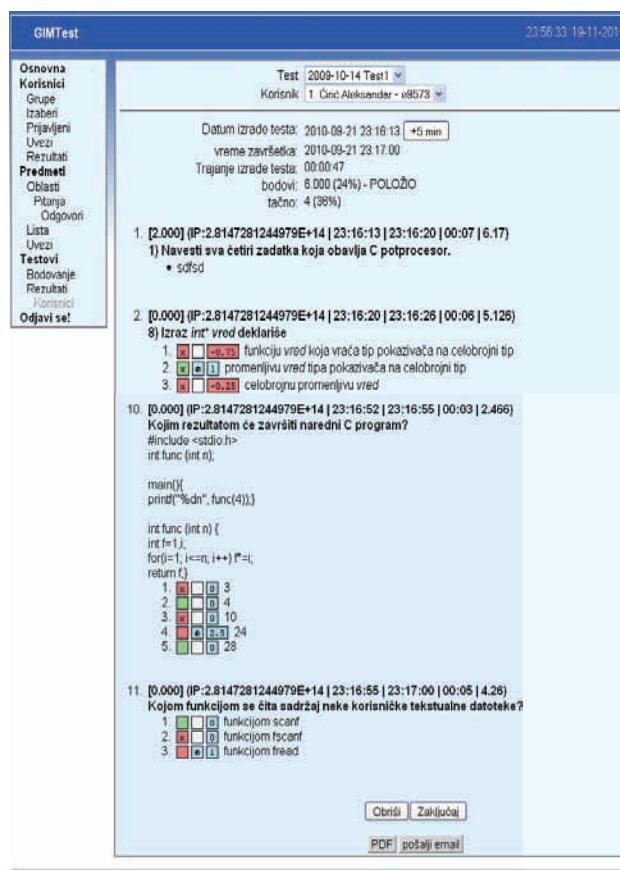 GIMTest
23:56:33 19-11-201
Osnovna
Korisnici
Grupe
Izaberi
Prijavljeni
Uvezi
Rezultati
Predmeti
Oblasti
Pitanja
Odgovori
Lista
Uvezi
Testovi
Bodovanje
Rezultati
Korisnici
Odjavi se!
Test 2009-10-14 Test1
Korisnik 1. Ćirić Aleksandar - e9573
Datum izrade testa: 2010-09-21 23:16:13 +5 min
vreme završetka: 2010-09-21 23:17:00
Trajanje izrade testa: 00:00:47
bodovi: 6.000 (24%) - POLOŽIO
tačno: 4 (36%)
1. [2.000] (IP:2.8147281244979E+14 | 23:16:13 | 23:16:20 | 00:07 | 6.17)
1) Navesti sva četiri zadatka koja obavlja C potprocesor.
• sdfsd
2. [0.000] (IP:2.8147281244979E+14 | 23:16:20 | 23:16:26 | 00:06 | 5.126)
8) Izraz int* vred deklariše
1. x -0.75 funkciju vred koja vraća tip pokazivača na celobrojni tip
2. x 1 promenljivu vred tipa pokazivača na celobrojni tip
3. x -0.25 celobrojnu promenljivu vred
10. [0.000] (IP:2.8147281244979E+14 | 23:16:52 | 23:16:55 | 00:03 | 2.466)
Kojim rezultatom će završiti naredni C program?
#include <stdio.h>
int func (int n);
main(){
printf("%dn", func(4));}
int func (int n) {
int f=1,i;
for(i=1; i<=n; i++) f*=i;
return f;}
1. x 0 3
2. 0 4
3. x 0 10
4. 2.5 24
5. 0 28
11. [0.000] (IP:2.8147281244979E+14 | 23:16:55 | 23:17:00 | 00:05 | 4.26)
Kojom funkcijom se čita sadržaj neke korisničke tekstualne datoteke?
1. 0 funkcijom scanf
2. x 0 funkcijom fscanf
3. 1 funkcijom fread
Obriši Zaključaj
PDF pošalji email